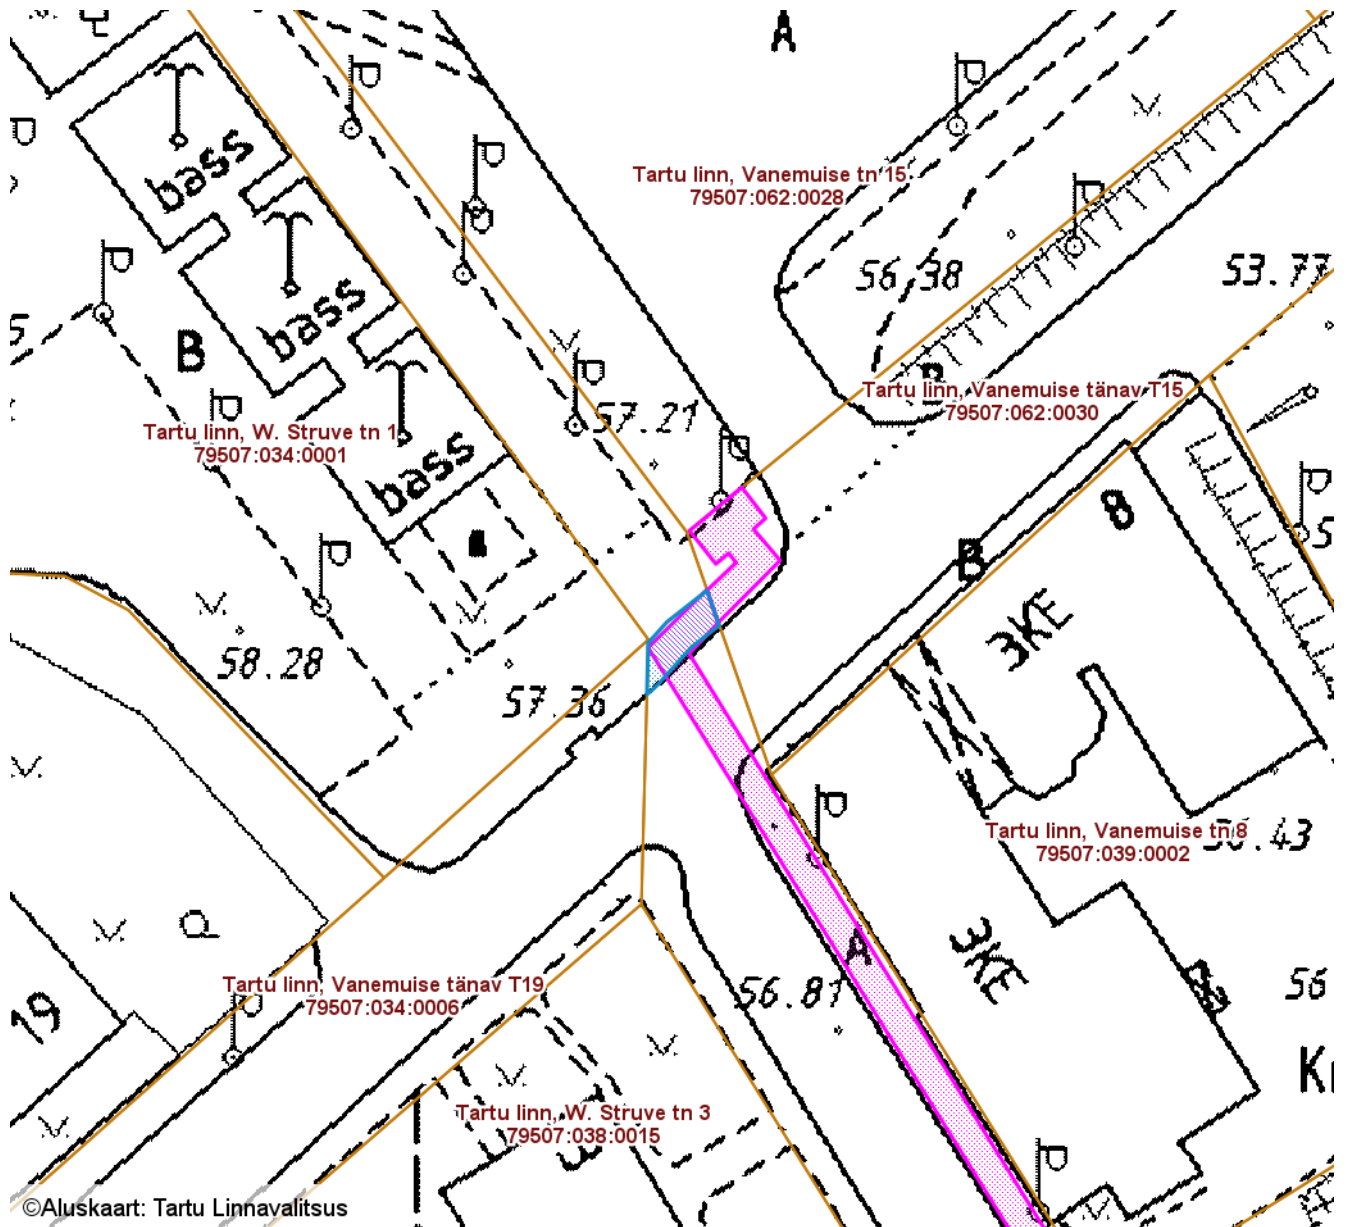 A
bass
Tartu linn, Vanemuise tn 15
79507:062:0028
bass
56.38
53.77
B
bass
57.21
Tartu linn, Vanemuise tänav T15
79507:062:0030
Tartu linn, W. Struve tn 1
79507:034:0001
8
B
3KE
58.28
57.36
Tartu linn, Vanemuise tn 8
79507:039:0002
A
3KE
Tartu linn, Vanemuise tänav T19
79507:034:0006
56.81
56
19
Tartu linn, W. Struve tn 3
79507:038:0015
3
©Aluskaart: Tartu Linnavalitsus